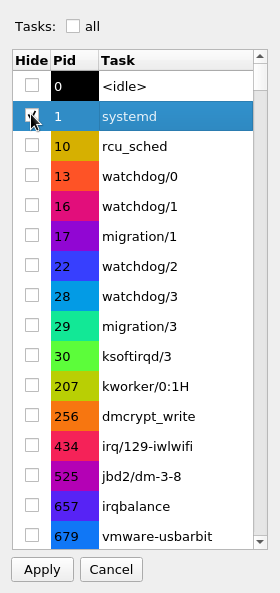 Tasks: all
Hide Pid Task
0 <idle>
1 systemd
10 rcu_sched
13 watchdog/0
16 watchdog/1
17 migration/1
22 watchdog/2
28 watchdog/3
29 migration/3
30 ksoftirqd/3
207 kworker/0:1H
256 dmcrypt_write
434 irq/129-iwlwifi
525 jbd2/dm-3-8
657 irqbalance
679 vmware-usbarbit
Apply Cancel